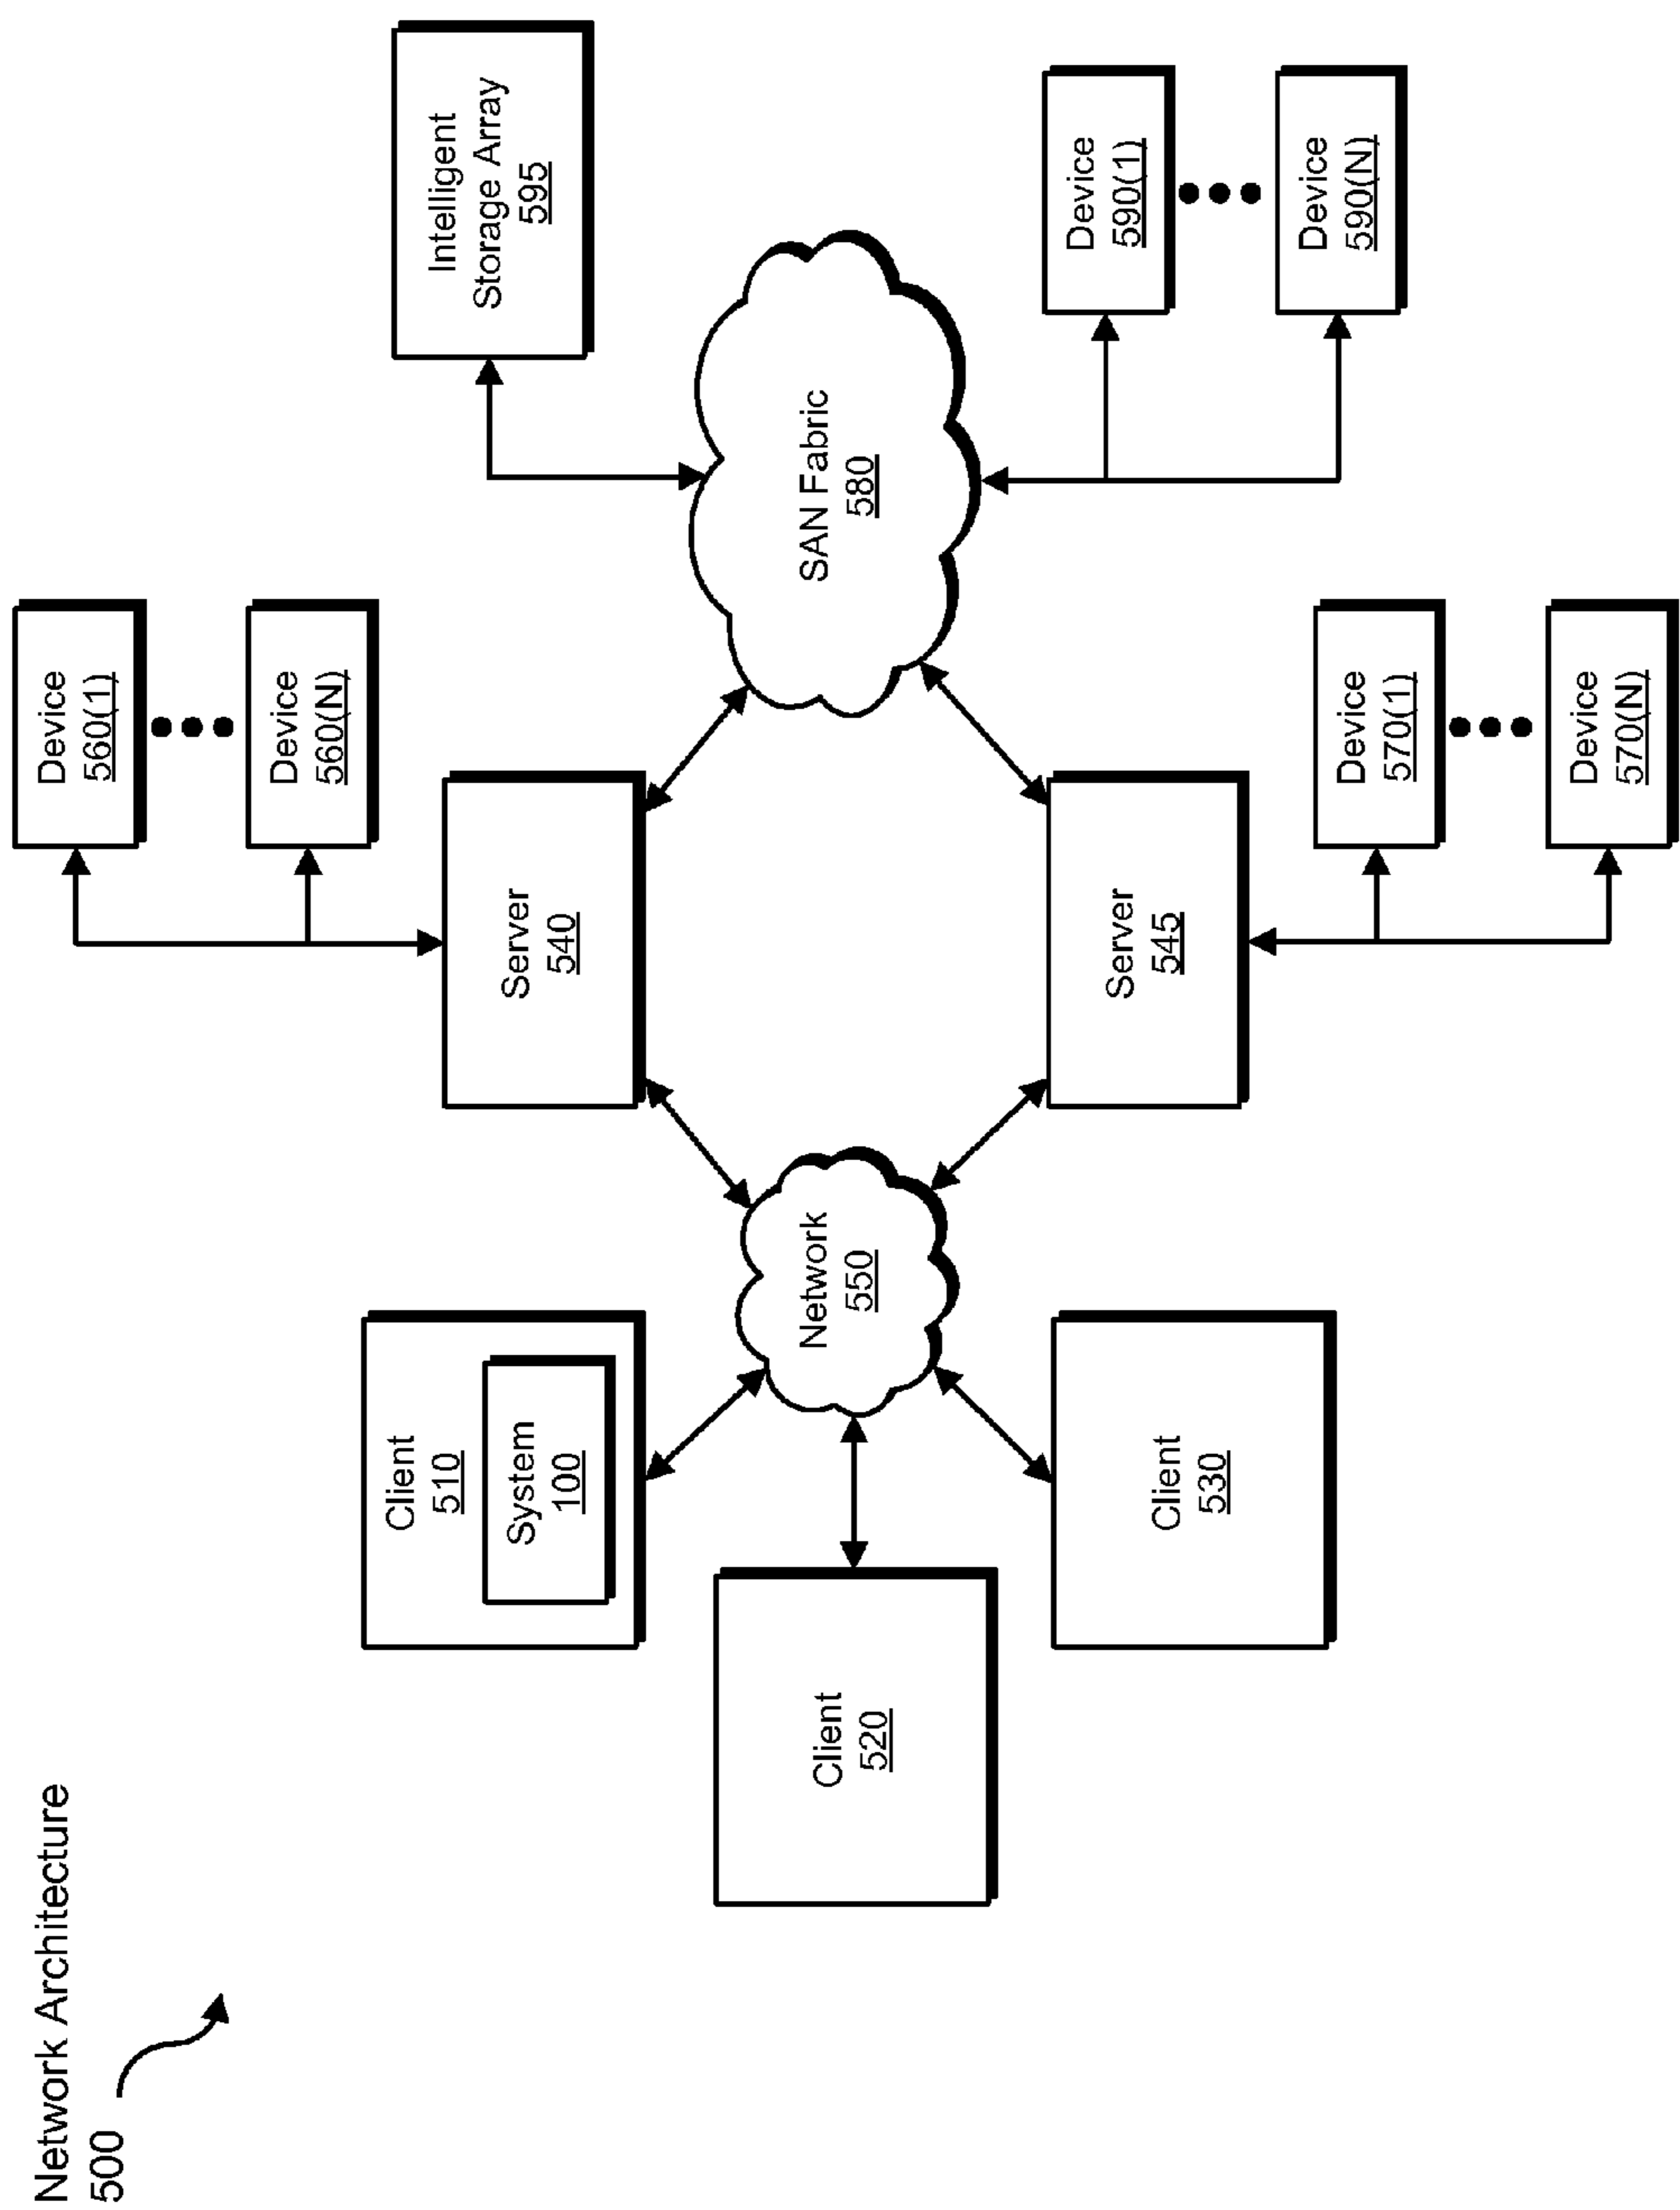 Network Architecture
500
Client
510
System
100
Client
520
Client
530
Network
550
Device
560(1)
Device
560(N)
Server
540
Server
545
Device
570(1)
Device
570(N)
SAN Fabric
580
Intelligent
Storage Array
595
Device
590(1)
Device
590(N)